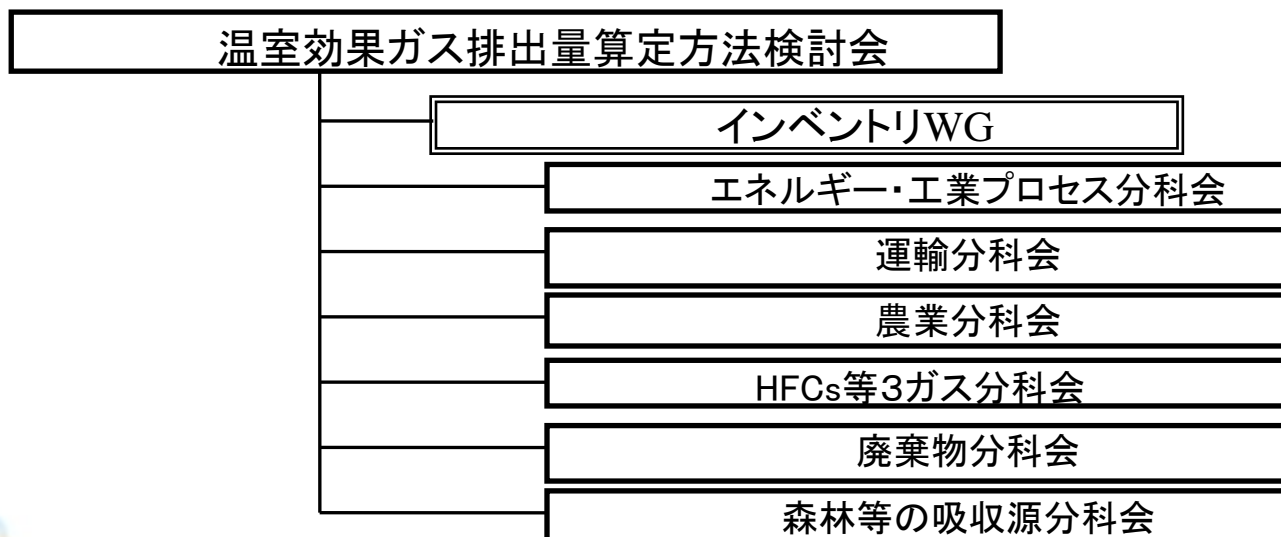 温室効果ガス排出量算定方法検討会
インベントリWG
エネルギー・工業プロセス分科会
運輸分科会
農業分科会
HFCs等3ガス分科会
廃棄物分科会
森林等の吸収源分科会